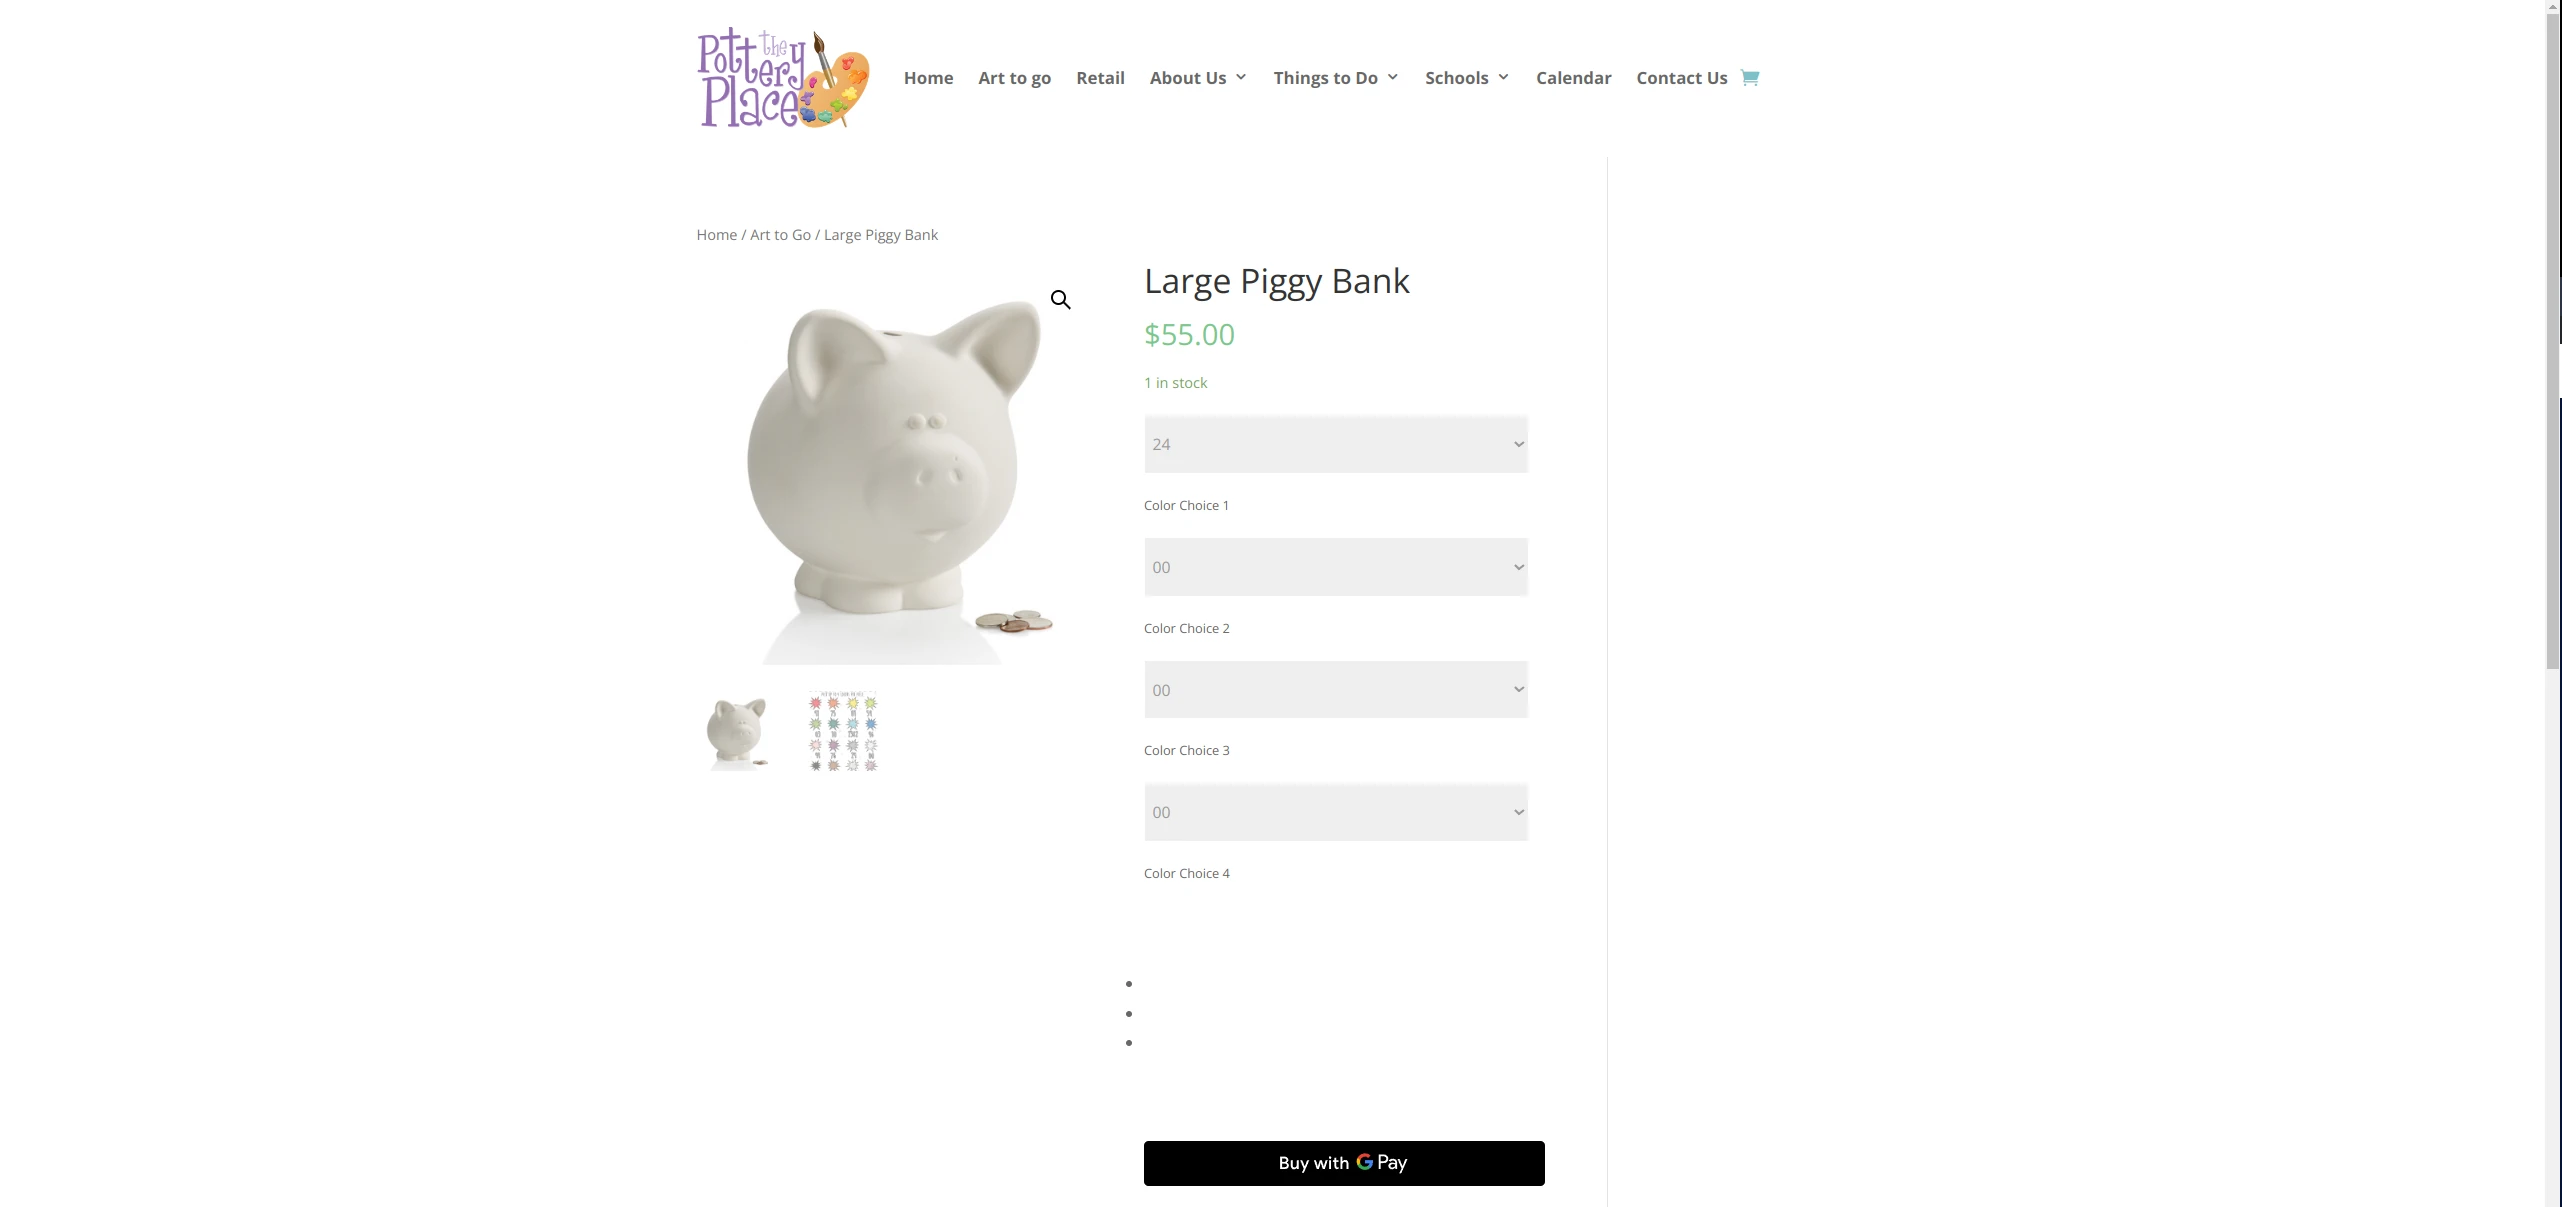 the
Pottery
Place
Home
Art to go
Retail
About Us
Things to Do
Schools
Calendar
Contact Us
Home / Art to Go / Large Piggy Bank
Large Piggy Bank
$55.00
1 in stock
24
Color Choice 1
00
Color Choice 2
00
Color Choice 3
00
Color Choice 4
Buy with G Pay